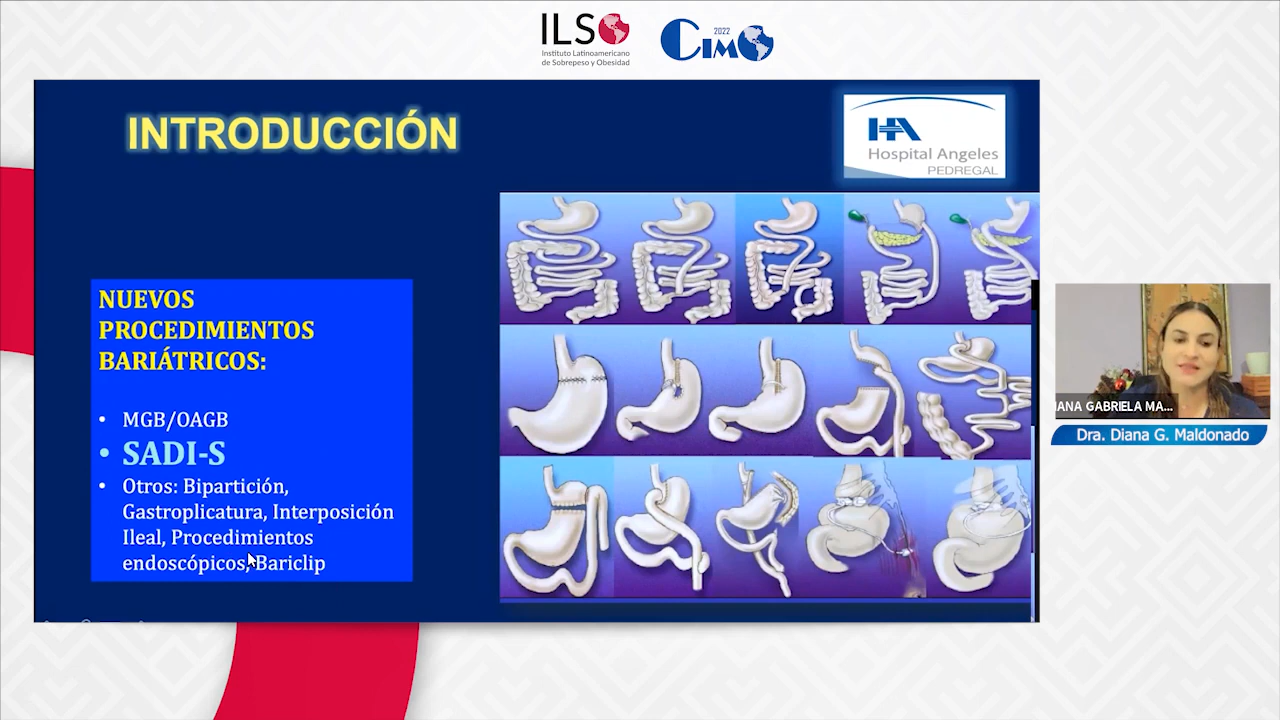 ILSO
Instituto Latinoamericano
de Sobrepeso y Obesidad
2022
CIMO
INTRODUCCIÓN
HA
Hospital Angeles
PEDREGAL
NUEVOS
PROCEDIMIENTOS
BARIÁTRICOS:
• MGB/OAGB
• SADI-S
• Otros: Bipartición,
Gastroplicatura, Interposición
Ileal, Procedimientos
endoscópicos, Bariclip
IANA GABRIELA MA...
Dra. Diana G. Maldonado